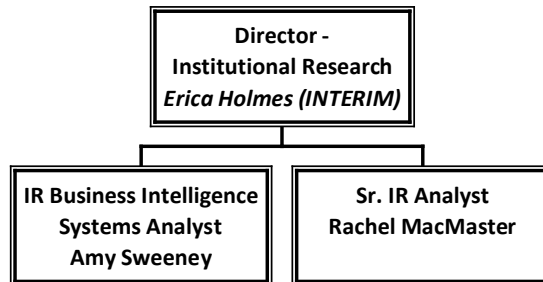 Director -
Institutional Research
Erica Holmes (INTERIM)
IR Business Intelligence
Systems Analyst
Amy Sweeney
Sr. IR Analyst
Rachel MacMaster